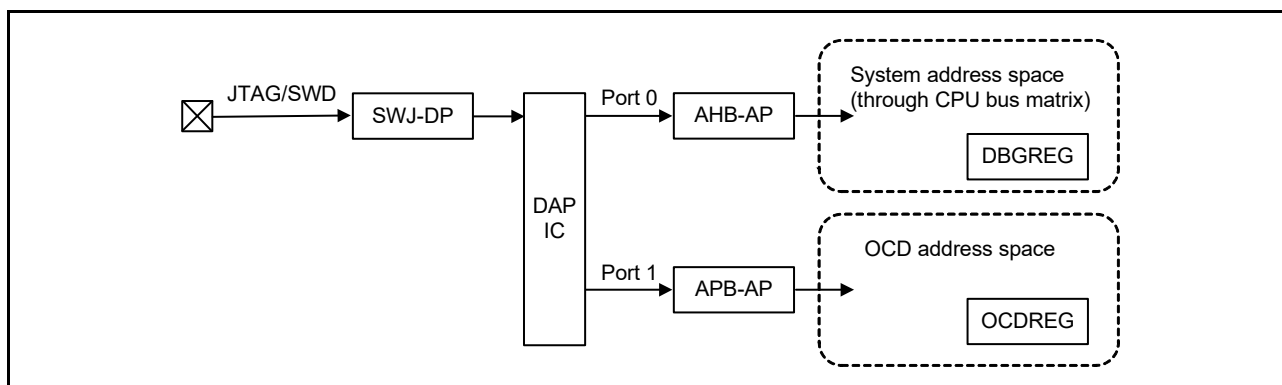 JTAG/SWD
SWJ-DP
DAP
IC
Port 0
AHB-AP
System address space
(through CPU bus matrix)
DBGREG
Port 1
APB-AP
OCD address space
OCDREG